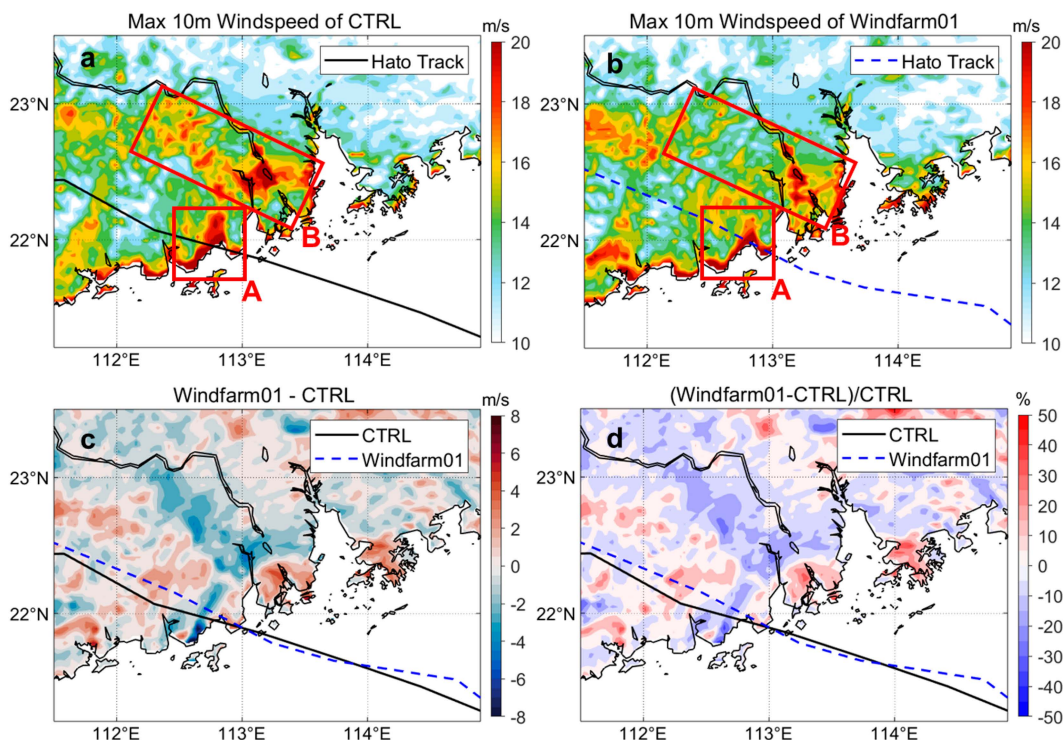 Max 10m Windspeed of CTRL
m/s
a
Hato Track
20
18
16
14
12
10
23°N
22°N
B
A
112°E
113°E
114°E
Max 10m Windspeed of Windfarm01
m/s
b
Hato Track
20
18
16
14
12
10
23°N
22°N
B
A
112°E
113°E
114°E
Windfarm01 - CTRL
m/s
c
CTRL
Windfarm01
8
6
4
2
0
-2
-4
-6
-8
23°N
22°N
112°E
113°E
114°E
(Windfarm01-CTRL)/CTRL
%
d
CTRL
Windfarm01
50
40
30
20
10
0
-10
-20
-30
-40
-50
23°N
22°N
112°E
113°E
114°E